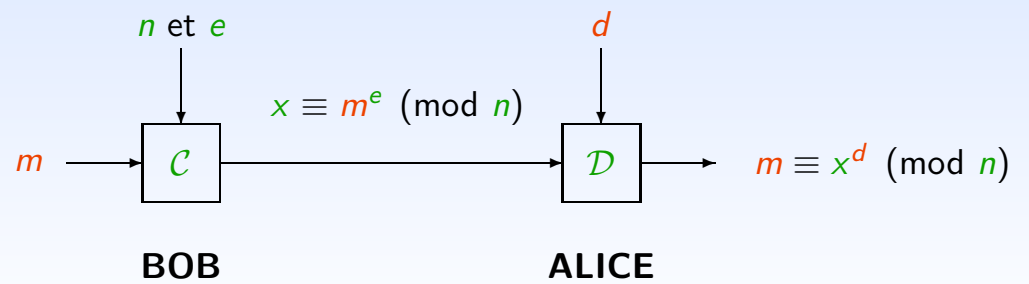 n et e
d
x ≡ m^e (mod n)
m
C
D
m ≡ x^d (mod n)
BOB
ALICE